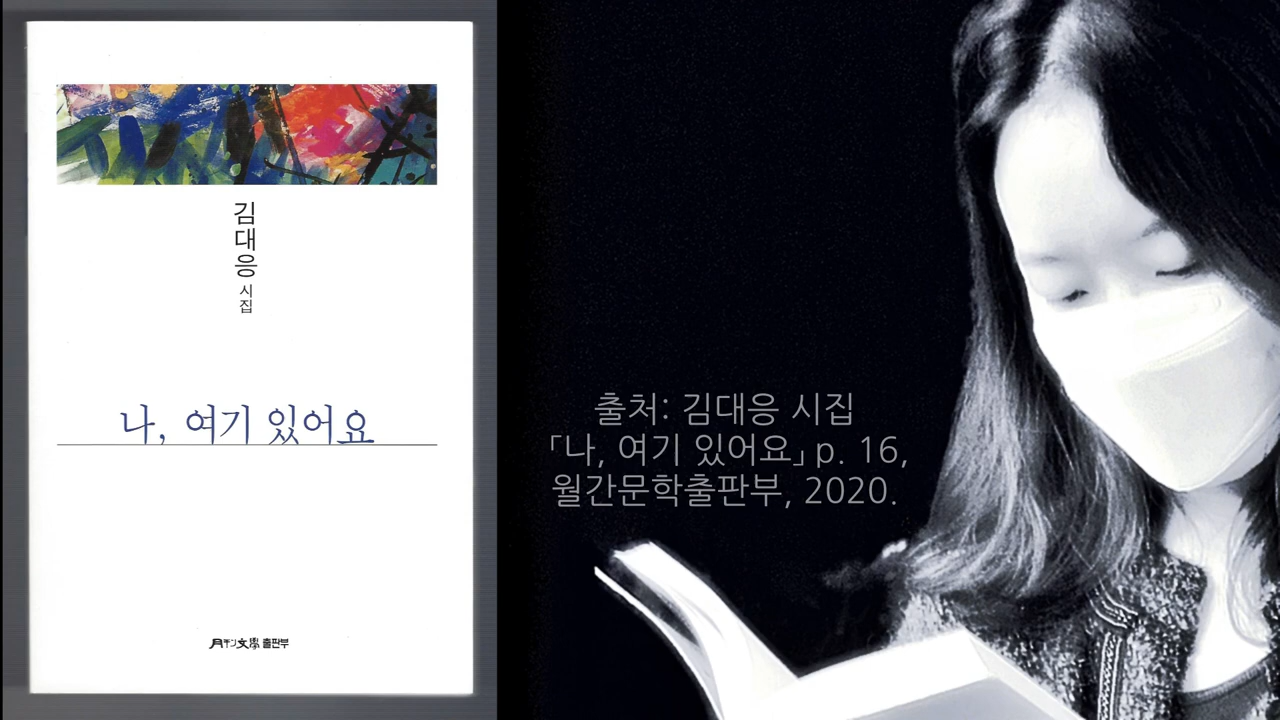 김대응 시집
나, 여기 있어요
月刊文學 출판부
출처: 김대응 시집
「나, 여기 있어요」 p. 16,
월간문학출판부, 2020.